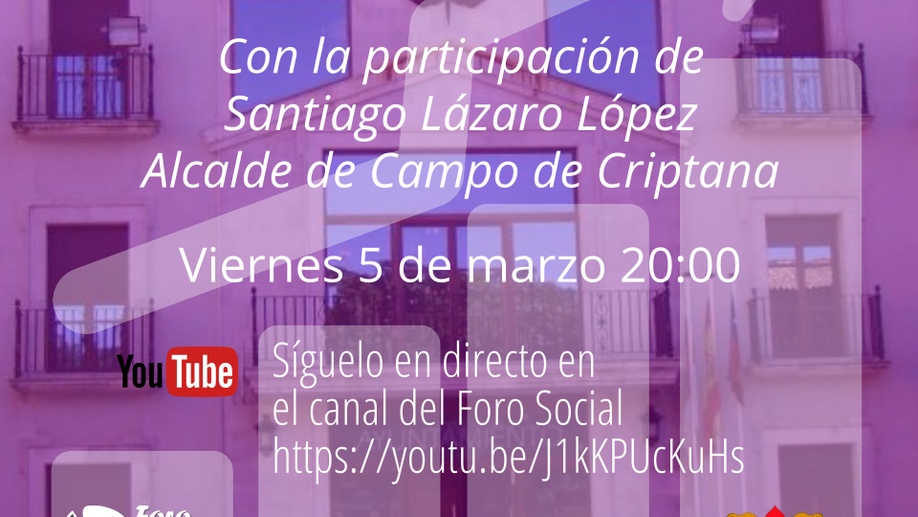 Con la participación de
Santiago Lázaro López
Alcalde de Campo de Criptana
Viernes 5 de marzo 20:00
YouTube
Síguelo en directo en
el canal del Foro Social
https://youtu.be/J1kKPUcKuHs
Foro